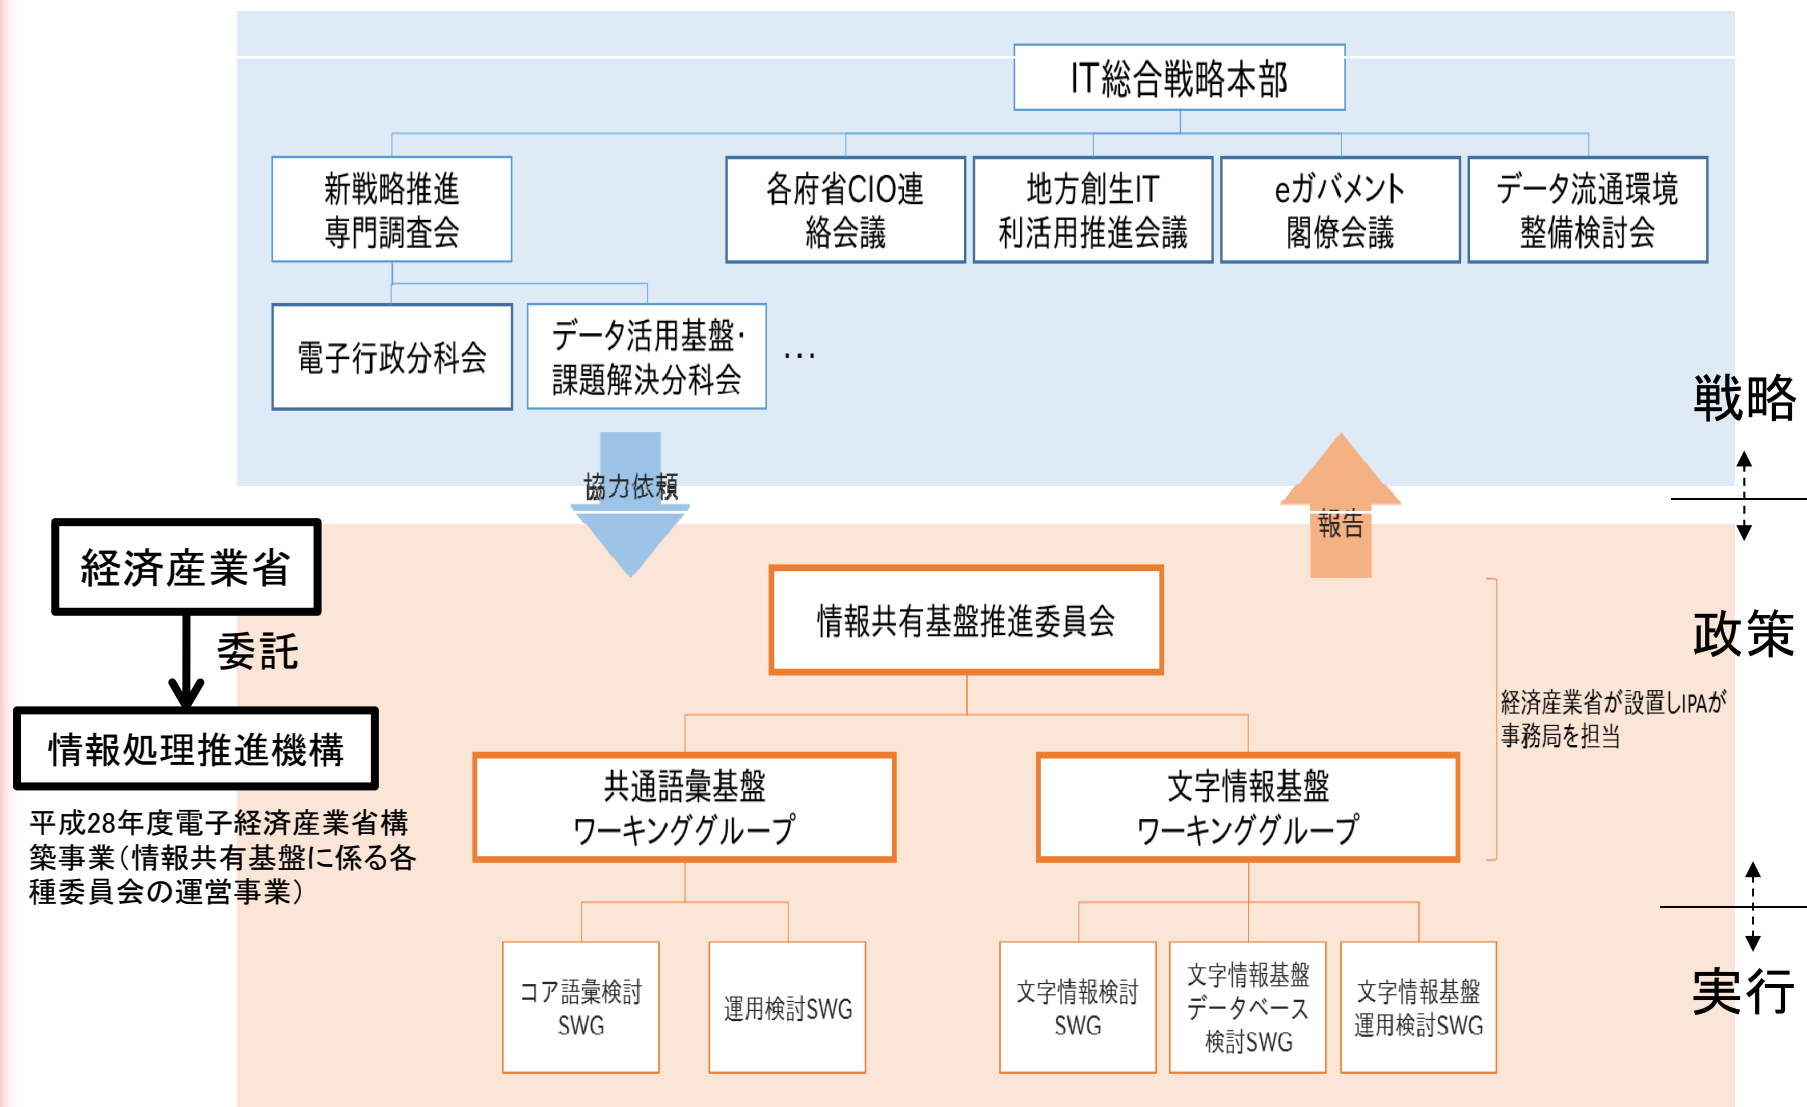 IT総合戦略本部
新戦略推進
専門調査会
各府省CIO連
絡会議
地方創生IT
利活用推進会議
eガバメント
閣僚会議
データ流通環境
整備検討会
電子行政分科会
データ活用基盤・
課題解決分科会
…
戦略
協力依頼
報告
経済産業省
委託
情報処理推進機構
平成28年度電子経済産業省構
築事業（情報共有基盤に係る各
種委員会の運営事業）
情報共有基盤推進委員会
政策
経済産業省が設置しIPAが
事務局を担当
共通語彙基盤
ワーキンググループ
文字情報基盤
ワーキンググループ
コア語彙検討
SWG
運用検討SWG
文字情報検討
SWG
文字情報基盤
データベース
検討SWG
文字情報基盤
運用検討SWG
実行